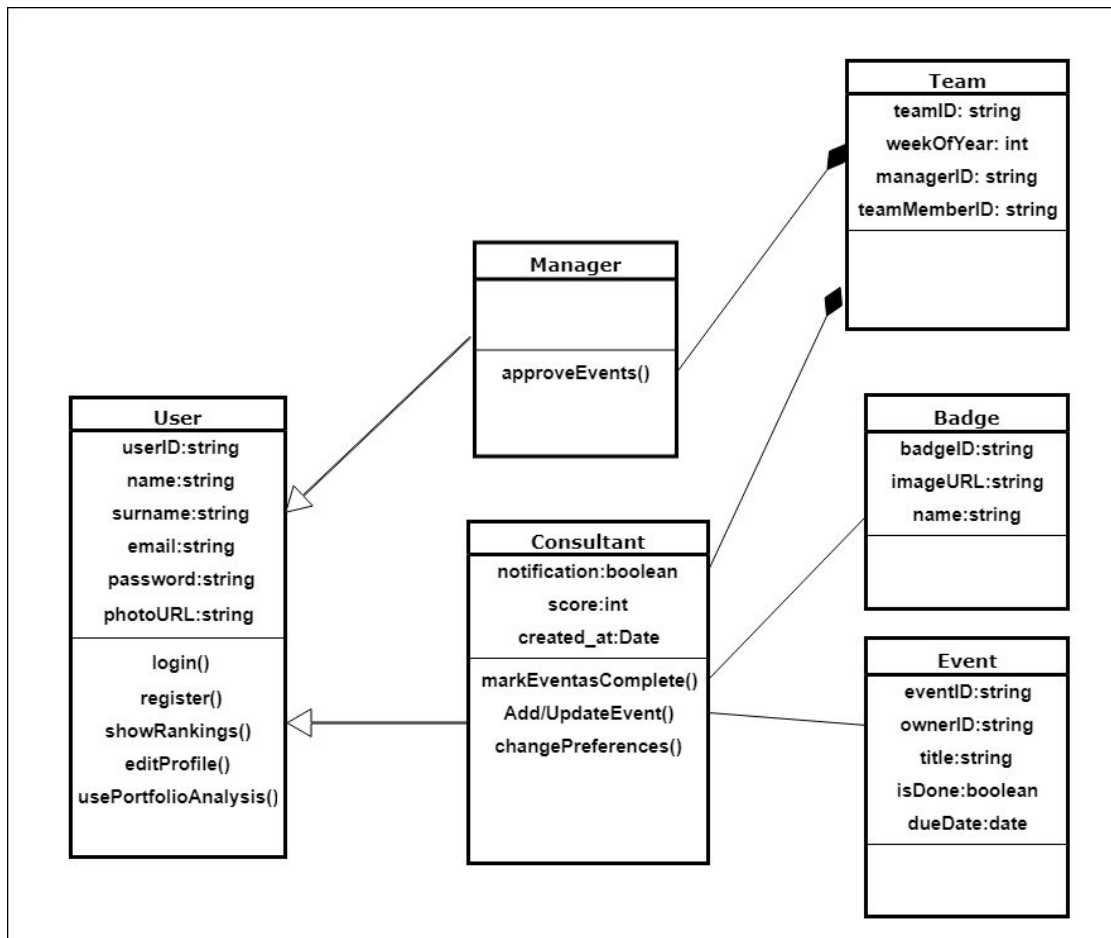 Team
teamID: string
weekOfYear: int
managerID: string
teamMemberID: string
Manager
approveEvents()
User
userID:string
name:string
surname:string
email:string
password:string
photoURL:string
login()
register()
showRankings()
editProfile()
usePortfolioAnalysis()
Consultant
notification:boolean
score:int
created_at:Date
markEventasComplete()
Add/UpdateEvent()
changePreferences()
Badge
badgeID:string
imageURL:string
name:string
Event
eventID:string
ownerID:string
title:string
isDone:boolean
dueDate:date